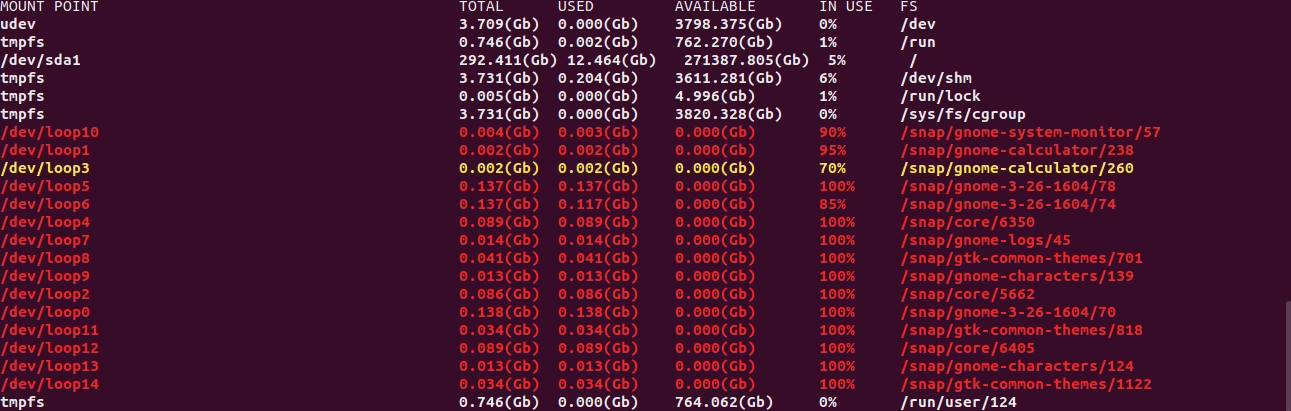 MOUNT POINT TOTAL USED AVAILABLE IN USE FS
udev 3.709(Gb) 0.000(Gb) 3798.375(Gb) 0% /dev
tmpfs 0.746(Gb) 0.002(Gb) 762.270(Gb) 1% /run
/dev/sda1 292.411(Gb) 12.464(Gb) 271387.805(Gb) 5% /
tmpfs 3.731(Gb) 0.204(Gb) 3611.281(Gb) 6% /dev/shm
tmpfs 0.005(Gb) 0.000(Gb) 4.996(Gb) 1% /run/lock
tmpfs 3.731(Gb) 0.000(Gb) 3820.328(Gb) 0% /sys/fs/cgroup
/dev/loop10 0.004(Gb) 0.003(Gb) 0.000(Gb) 90% /snap/gnome-system-monitor/57
/dev/loop1 0.002(Gb) 0.002(Gb) 0.000(Gb) 95% /snap/gnome-calculator/238
/dev/loop3 0.002(Gb) 0.002(Gb) 0.000(Gb) 70% /snap/gnome-calculator/260
/dev/loop5 0.137(Gb) 0.137(Gb) 0.000(Gb) 100% /snap/gnome-3-26-1604/78
/dev/loop6 0.137(Gb) 0.117(Gb) 0.000(Gb) 85% /snap/gnome-3-26-1604/74
/dev/loop4 0.089(Gb) 0.089(Gb) 0.000(Gb) 100% /snap/core/6350
/dev/loop7 0.014(Gb) 0.014(Gb) 0.000(Gb) 100% /snap/gnome-logs/45
/dev/loop8 0.041(Gb) 0.041(Gb) 0.000(Gb) 100% /snap/gtk-common-themes/701
/dev/loop9 0.013(Gb) 0.013(Gb) 0.000(Gb) 100% /snap/gnome-characters/139
/dev/loop2 0.086(Gb) 0.086(Gb) 0.000(Gb) 100% /snap/core/5662
/dev/loop0 0.138(Gb) 0.138(Gb) 0.000(Gb) 100% /snap/gnome-3-26-1604/70
/dev/loop11 0.034(Gb) 0.034(Gb) 0.000(Gb) 100% /snap/gtk-common-themes/818
/dev/loop12 0.089(Gb) 0.089(Gb) 0.000(Gb) 100% /snap/core/6405
/dev/loop13 0.013(Gb) 0.013(Gb) 0.000(Gb) 100% /snap/gnome-characters/124
/dev/loop14 0.034(Gb) 0.034(Gb) 0.000(Gb) 100% /snap/gtk-common-themes/1122
tmpfs 0.746(Gb) 0.000(Gb) 764.062(Gb) 0% /run/user/124